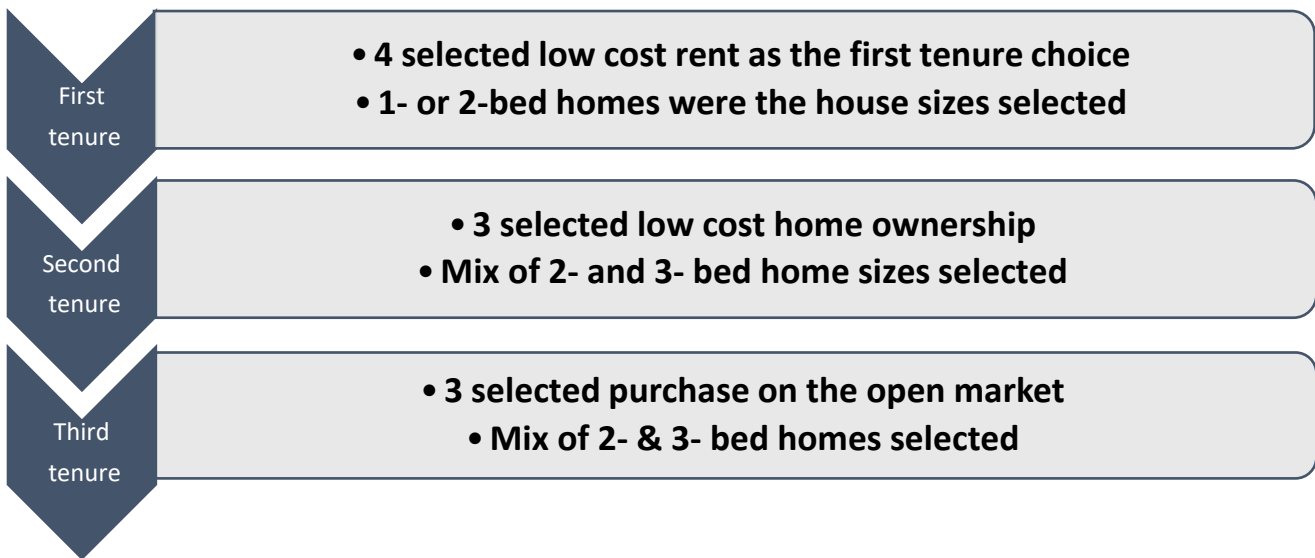 First
tenure
• 4 selected low cost rent as the first tenure choice
• 1- or 2-bed homes were the house sizes selected
Second
tenure
• 3 selected low cost home ownership
• Mix of 2- and 3- bed home sizes selected
Third
tenure
• 3 selected purchase on the open market
• Mix of 2- & 3- bed homes selected